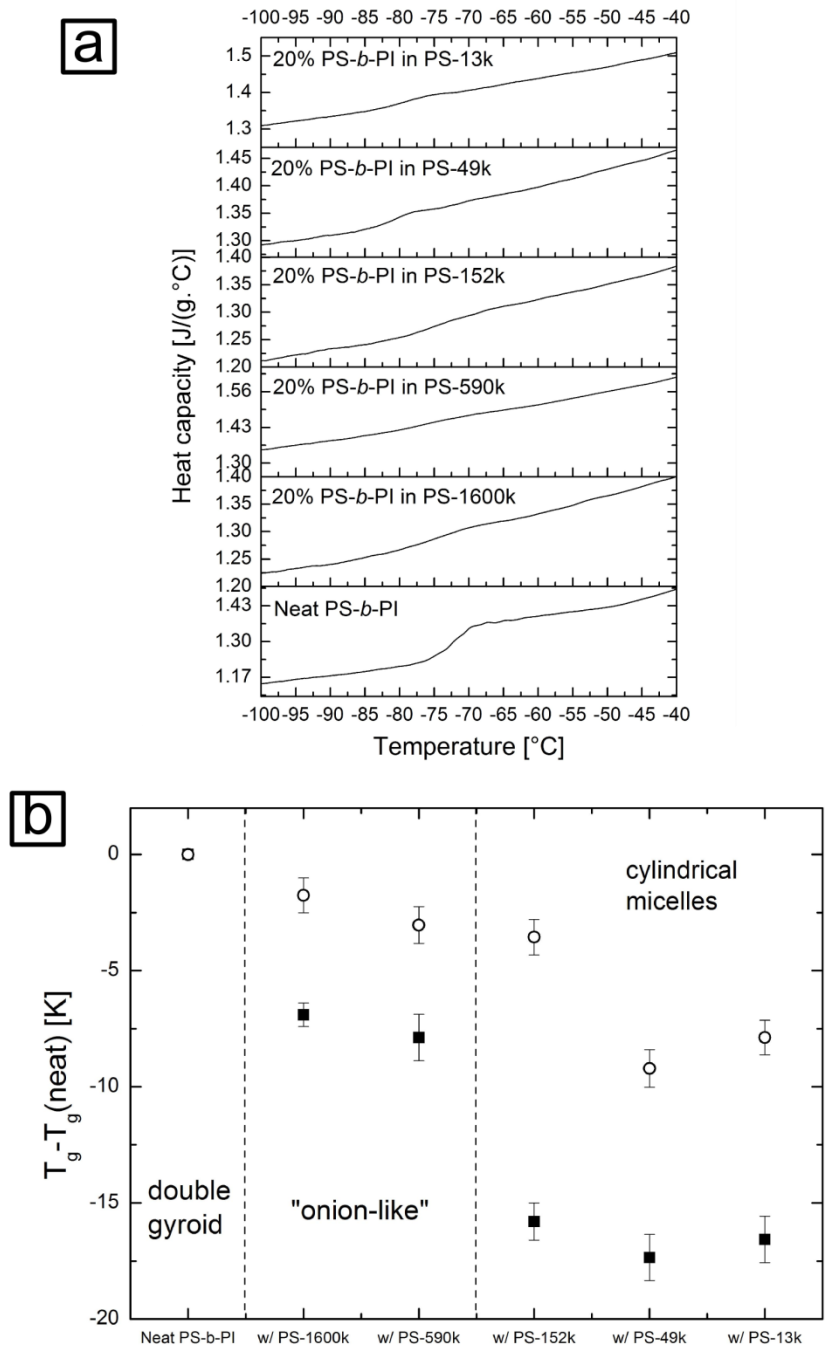 a
-100 -95 -90 -85 -80 -75 -70 -65 -60 -55 -50 -45 -40
20% PS-b-PI in PS-13k
1.5
1.4
1.3
20% PS-b-PI in PS-49k
1.45
1.40
1.35
1.30
20% PS-b-PI in PS-152k
1.40
1.35
1.30
1.25
1.20
20% PS-b-PI in PS-590k
1.56
1.43
1.30
20% PS-b-PI in PS-1600k
1.40
1.35
1.30
1.25
1.20
Neat PS-b-PI
1.43
1.30
1.17
Heat capacity [J/(g.°C)]
-100 -95 -90 -85 -80 -75 -70 -65 -60 -55 -50 -45 -40
Temperature [°C]
b
0
-5
-10
-15
-20
Tg-Tg(neat) [K]
cylindrical
micelles
double
gyroid
"onion-like"
Neat PS-b-PI w/ PS-1600k w/ PS-590k w/ PS-152k w/ PS-49k w/ PS-13k